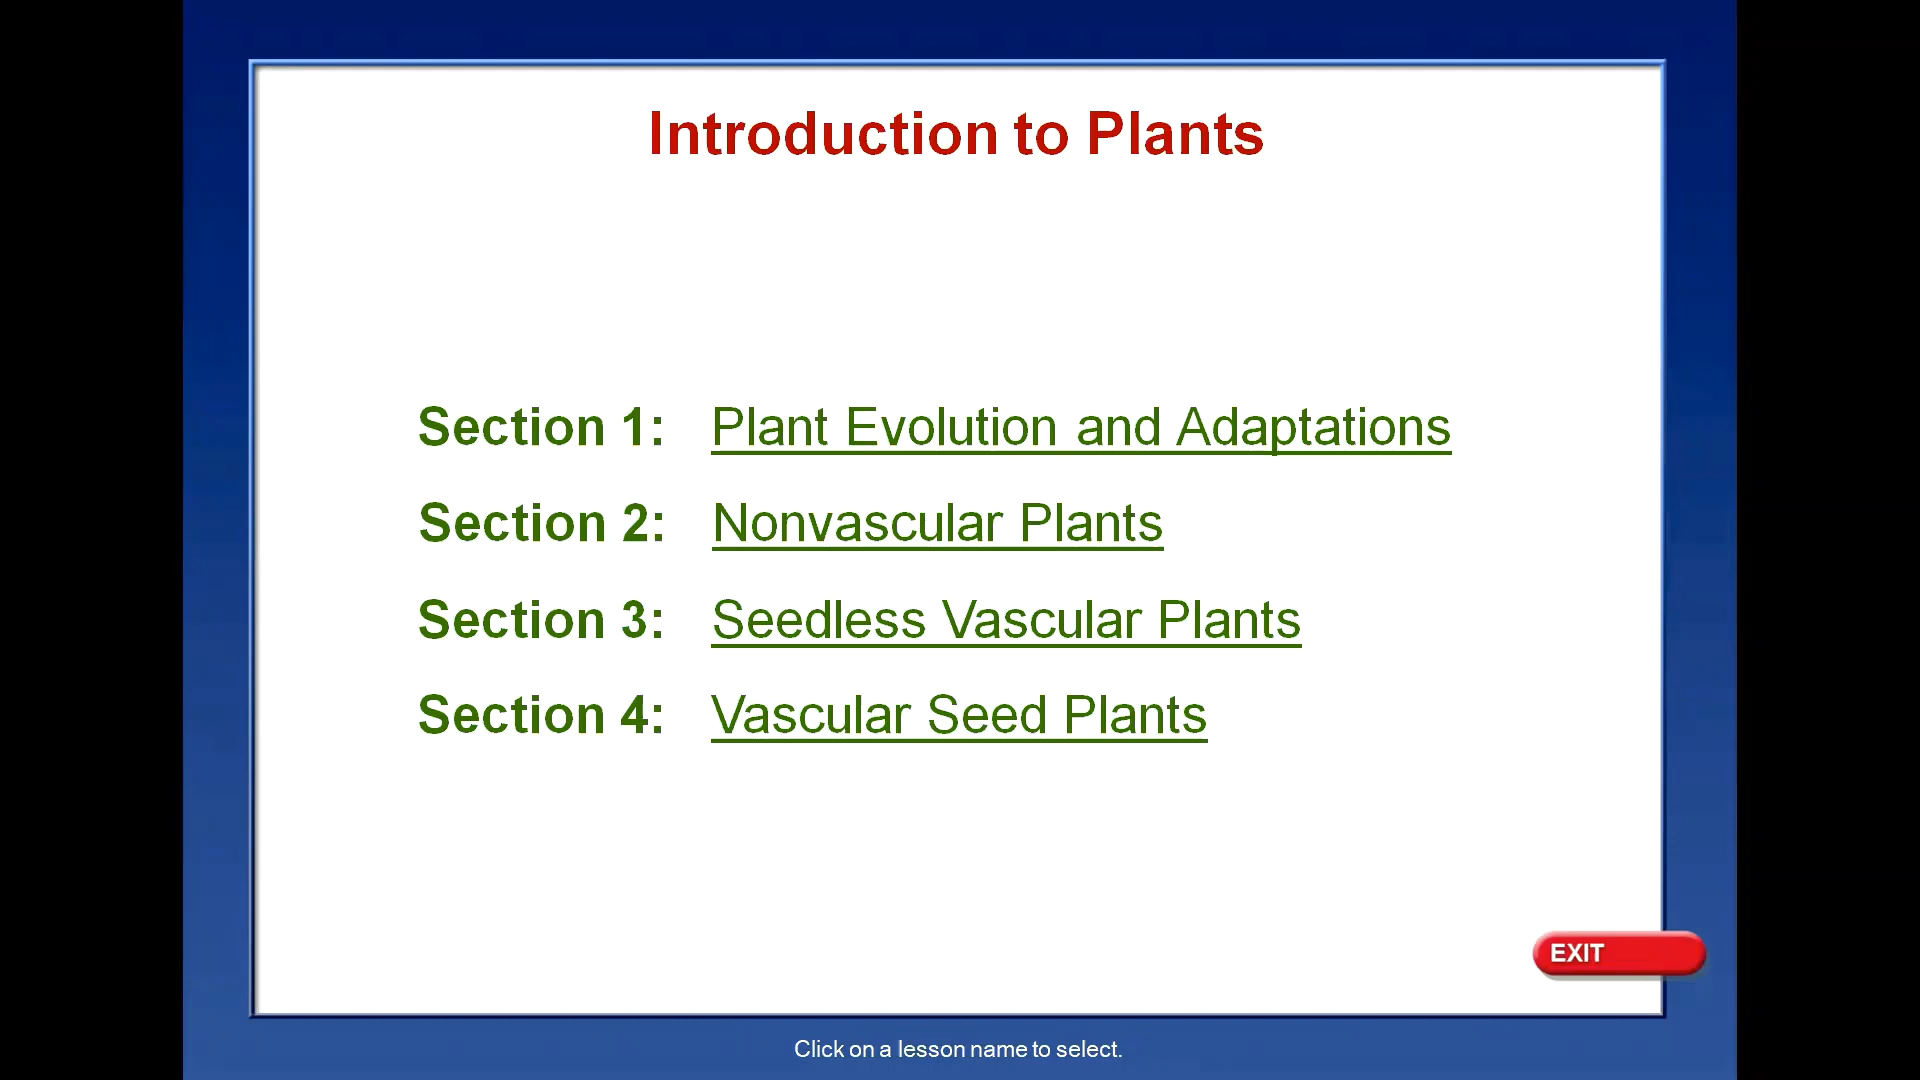 Introduction to Plants
Section 1: Plant Evolution and Adaptations
Section 2: Nonvascular Plants
Section 3: Seedless Vascular Plants
Section 4: Vascular Seed Plants
EXIT
Click on a lesson name to select.